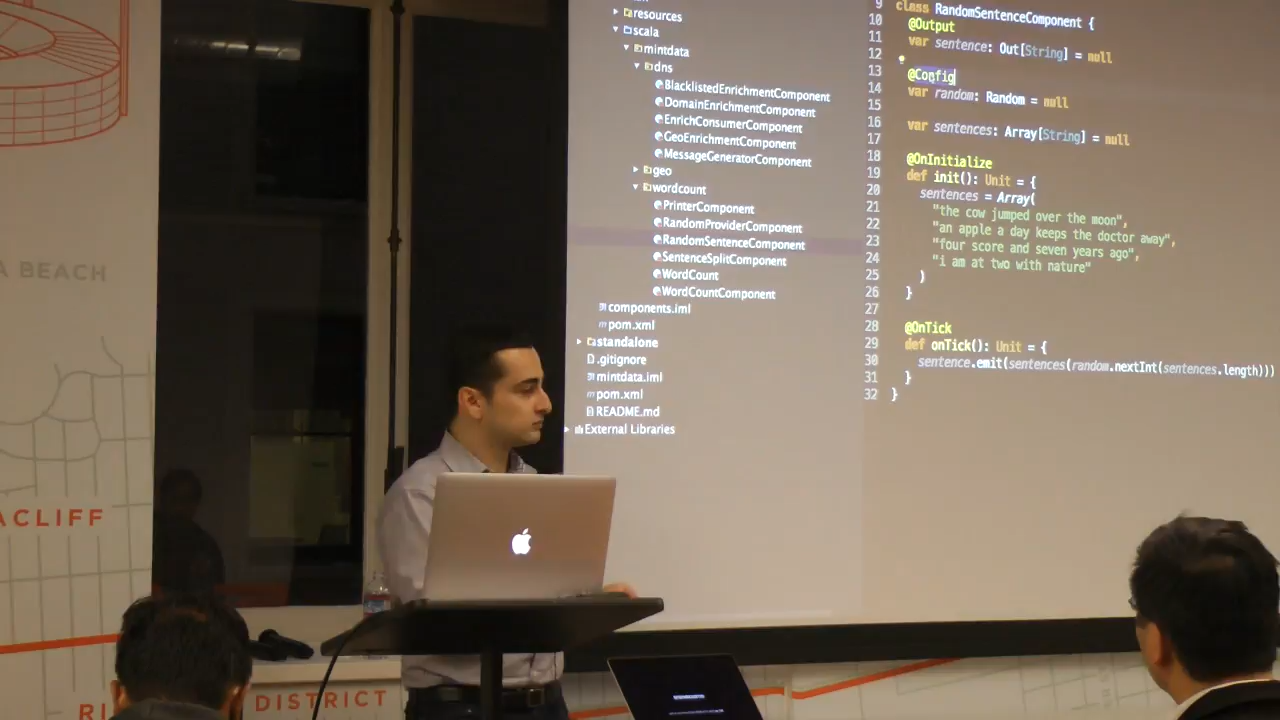 resources
scala
mintdata
dns
BlacklistedEnrichmentComponent
DomainEnrichmentComponent
EnrichConsumerComponent
GeoEnrichmentComponent
MessageGeneratorComponent
geo
wordcount
PrinterComponent
RandomProviderComponent
RandomSentenceComponent
SentenceSplitComponent
WordCount
WordCountComponent
components.iml
pom.xml
standalone
.gitignore
mintdata.iml
pom.xml
README.md
External Libraries
9 class RandomSentenceComponent {
10 @Output
11 var sentence: Out[String] = null
12
13 @Config
14 var random: Random = null
15
16 var sentences: Array[String] = null
17
18 @OnInitialize
19 def init(): Unit = {
20 sentences = Array(
21 "the cow jumped over the moon",
22 "an apple a day keeps the doctor away",
23 "four score and seven years ago",
24 "i am at two with nature"
25 )
26 }
27
28 @OnTick
29 def onTick(): Unit = {
30 sentence.emit(sentences(random.nextInt(sentences.length)))
31 }
32 }
A BEACH
ACLIFF
RI DISTRICT